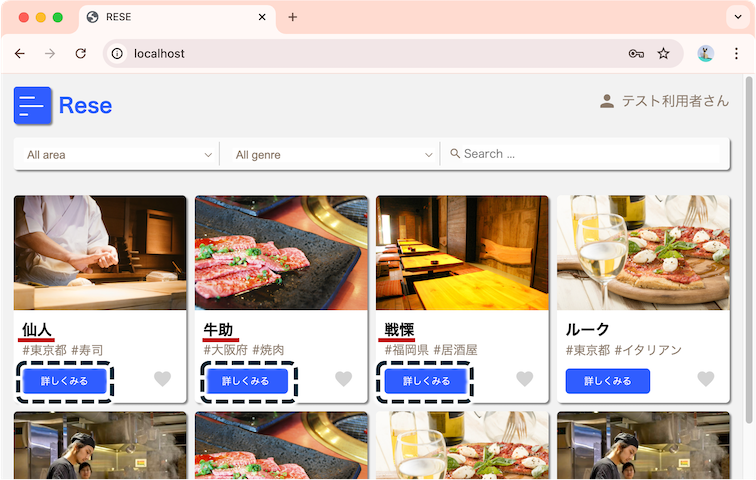 RESE
localhost
Rese
テスト利用者さん
All area
All genre
Search ...
仙人
#東京都 #寿司
詳しくみる
牛助
#大阪府 #焼肉
詳しくみる
戦慄
#福岡県 #居酒屋
詳しくみる
ルーク
#東京都 #イタリアン
詳しくみる